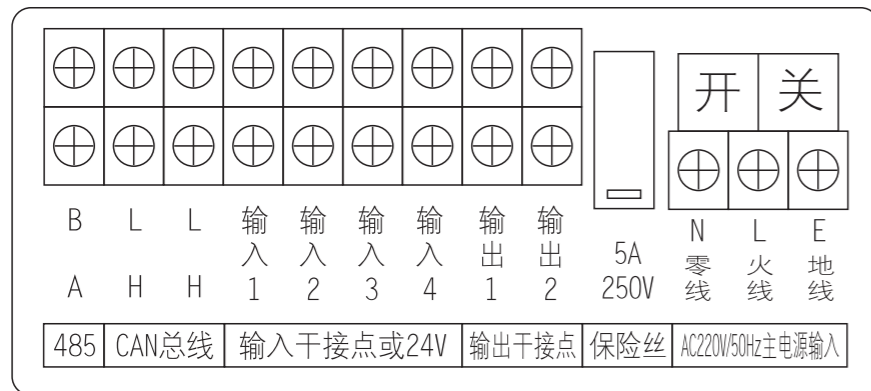 开 关
B L L 输入1 输入2 输入3 输入4 输出1 输出2
A H H
5A
250V
N L E
零线 火线 地线
485 CAN总线 输入干接点或24V 输出干接点 保险丝 AC220V/50Hz主电源输入